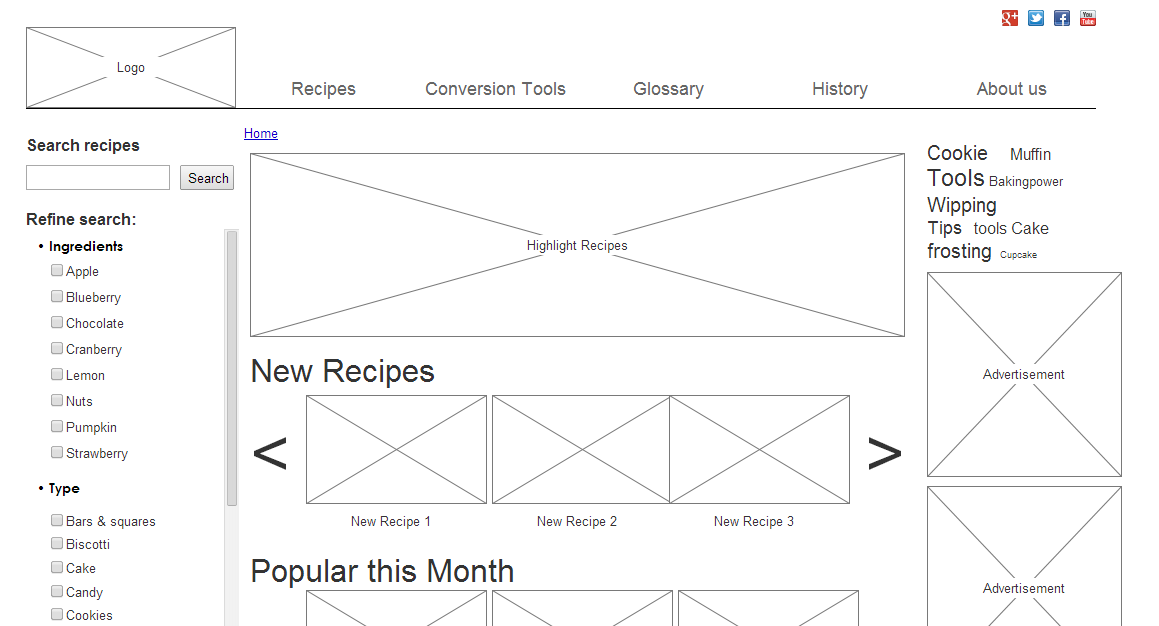 g+
You
Tube
Logo
Recipes Conversion Tools Glossary History About us
Search recipes
Search
Refine search:
• Ingredients
Apple
Blueberry
Chocolate
Cranberry
Lemon
Nuts
Pumpkin
Strawberry
• Type
Bars & squares
Biscotti
Cake
Candy
Cookies
Home
Highlight Recipes
New Recipes
< >
New Recipe 1 New Recipe 2 New Recipe 3
Popular this Month
Cookie Muffin
Tools Bakingpower
Wipping
Tips tools Cake
frosting Cupcake
Advertisement
Advertisement